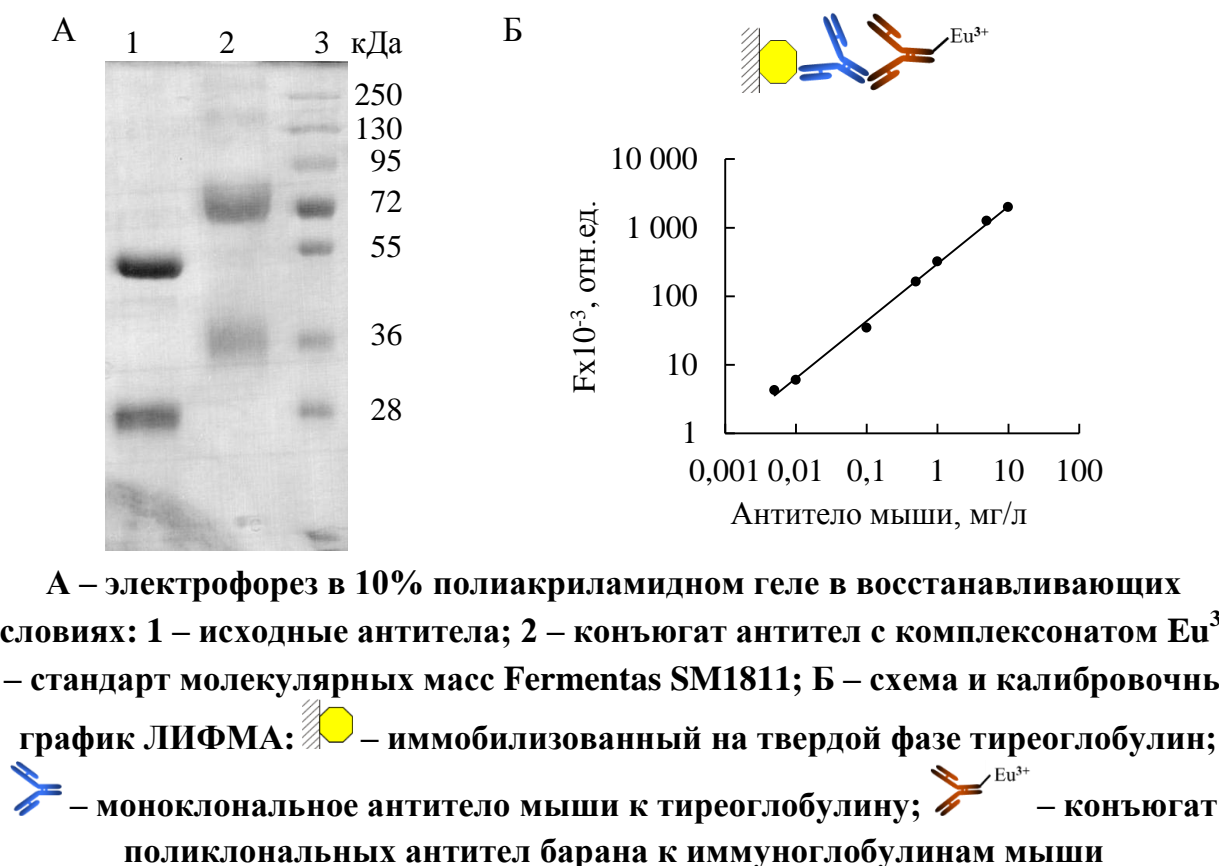 А
1 2 3 кДа
250
130
95
72
55
36
28
Б
Eu³⁺
10 000
1 000
100
10
1
Fx10⁻³, отн.ед.
0,001 0,01 0,1 1 10 100
Антитело мыши, мг/л
А – электрофорез в 10% полиакриламидном геле в восстанавливающих
словиях: 1 – исходные антитела; 2 – конъюгат антител с комплексонатом Eu³
– стандарт молекулярных масс Fermentas SM1811; Б – схема и калибровочн
график ЛИФМА: – иммобилизованный на твердой фазе тиреоглобулин;
– моноклональное антитело мыши к тиреоглобулину; Eu³⁺ – конъюгат
поликлональных антител барана к иммуноглобулинам мыши